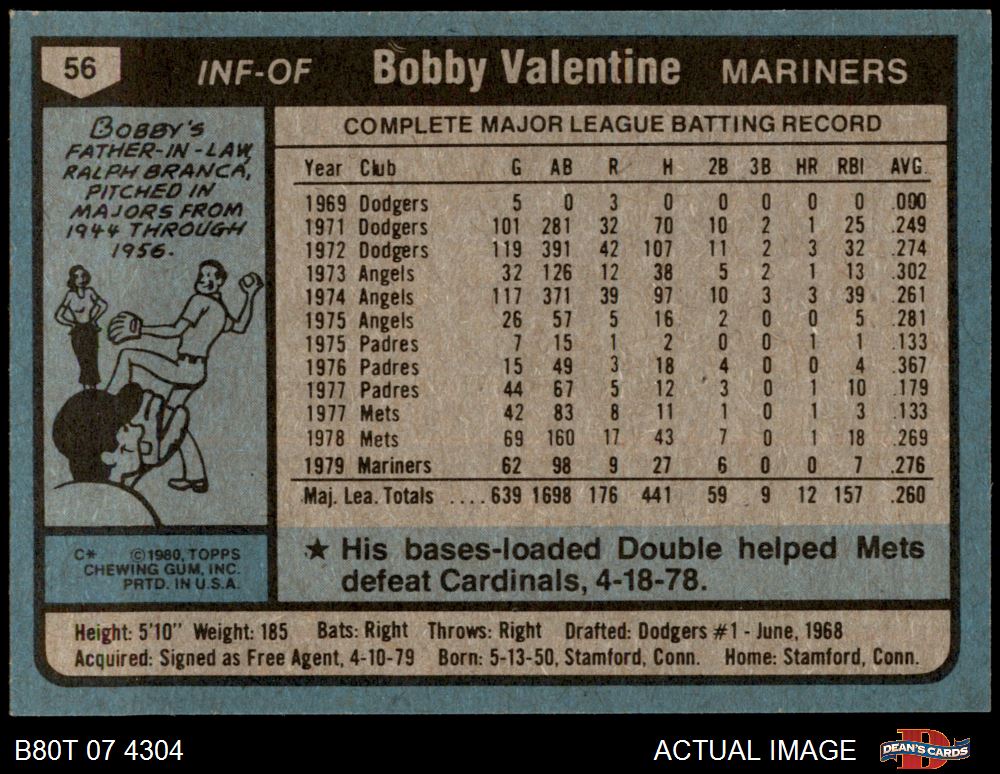 56 INF-OF Bobby Valentine MARINERS
BOBBY'S
FATHER-IN-LAW,
RALPH BRANCA,
PITCHED IN
MAJORS FROM
1944 THROUGH
1956.
COMPLETE MAJOR LEAGUE BATTING RECORD
Year Club G AB R H 2B 3B HR RBI AVG.
1969 Dodgers 5 0 3 0 0 0 0 0 .000
1971 Dodgers 101 281 32 70 10 2 1 25 .249
1972 Dodgers 119 391 42 107 11 2 3 32 .274
1973 Angels 32 126 12 38 5 2 1 13 .302
1974 Angels 117 371 39 97 10 3 3 39 .261
1975 Angels 26 57 5 16 2 0 0 5 .281
1975 Padres 7 15 1 2 0 0 1 1 .133
1976 Padres 15 49 3 18 4 0 0 4 .367
1977 Padres 44 67 5 12 3 0 1 10 .179
1977 Mets 42 83 8 11 1 0 1 3 .133
1978 Mets 69 160 17 43 7 0 1 18 .269
1979 Mariners 62 98 9 27 6 0 0 7 .276
Maj. Lea. Totals ....639 1698 176 441 59 9 12 157 .260
C* ©1980, TOPPS
CHEWING GUM, INC.
PRTD. IN U.S.A.
★ His bases-loaded Double helped Mets
defeat Cardinals, 4-18-78.
Height: 5'10" Weight: 185 Bats: Right Throws: Right Drafted: Dodgers #1 - June, 1968
Acquired: Signed as Free Agent, 4-10-79 Born: 5-13-50, Stamford, Conn. Home: Stamford, Conn.
B80T 07 4304 ACTUAL IMAGE DEAN'S CARDS